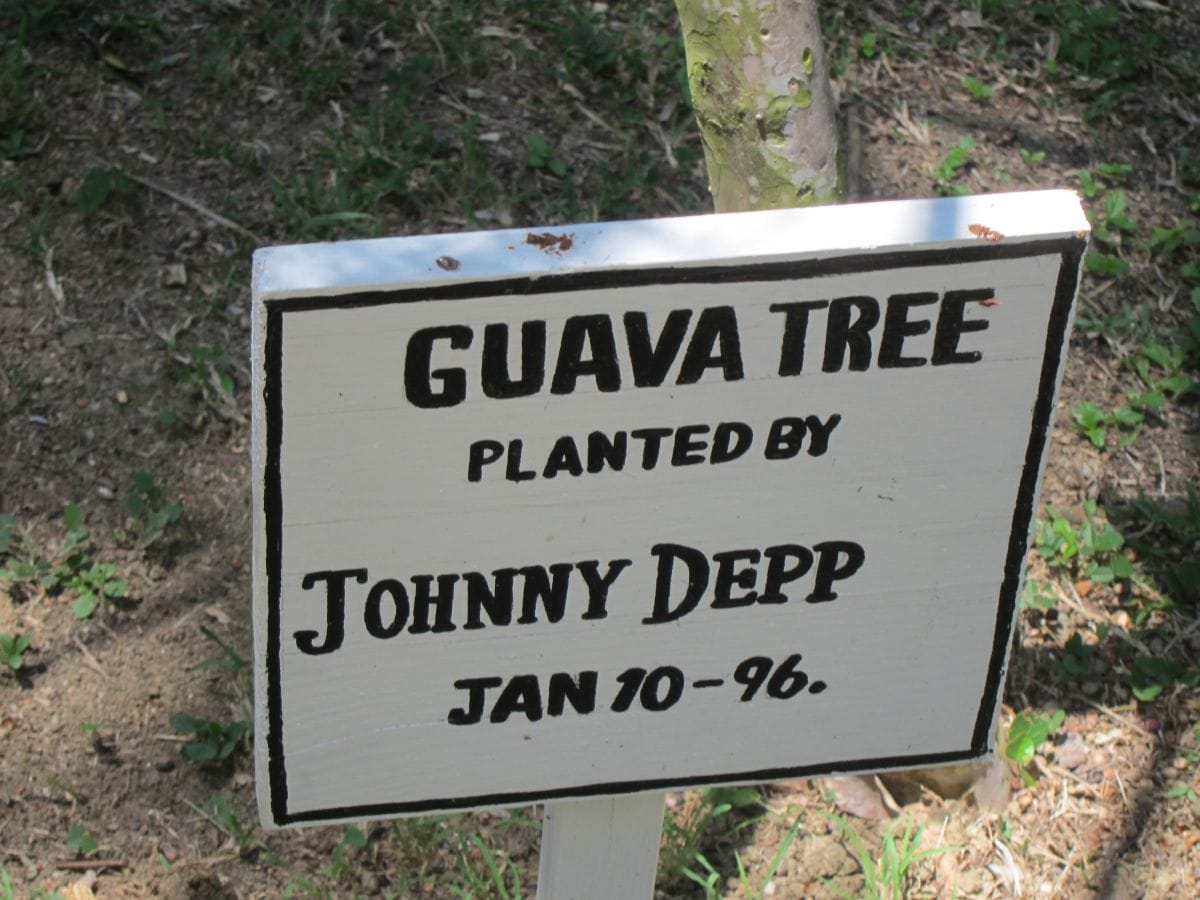 GUAVA TREE
PLANTED BY
JOHNNY DEPP
JAN 10-96.